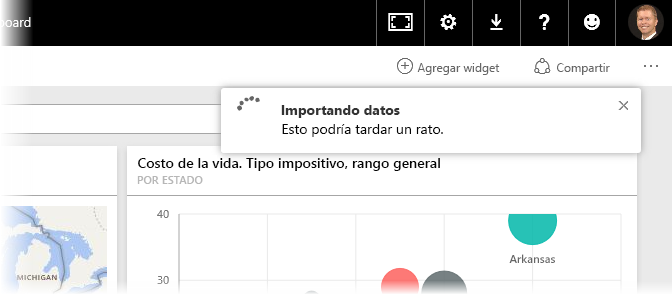 board
?
Agregar widget
Compartir
...
Importando datos
Esto podría tardar un rato.
Costo de la vida. Tipo impositivo, rango general
POR ESTADO
40
Arkansas
MICHIGAN
30